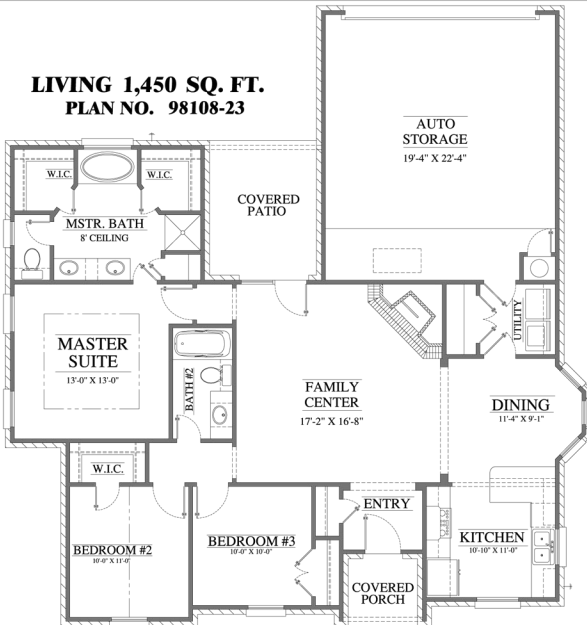 LIVING 1,450 SQ. FT.
PLAN NO. 98108-23
AUTO
STORAGE
19'-4" X 22'-4"
W.I.C.
W.I.C.
COVERED
PATIO
MSTR. BATH
8' CEILING
UTILITY
MASTER
SUITE
13'-0" X 13'-0"
BATH #2
FAMILY
CENTER
17'-2" X 16'-8"
DINING
11'-4" X 9'-1"
W.I.C.
ENTRY
KITCHEN
10'-10" X 11'-0"
BEDROOM #2
10'-0" X 11'-0"
BEDROOM #3
10'-0" X 10'-0"
COVERED
PORCH